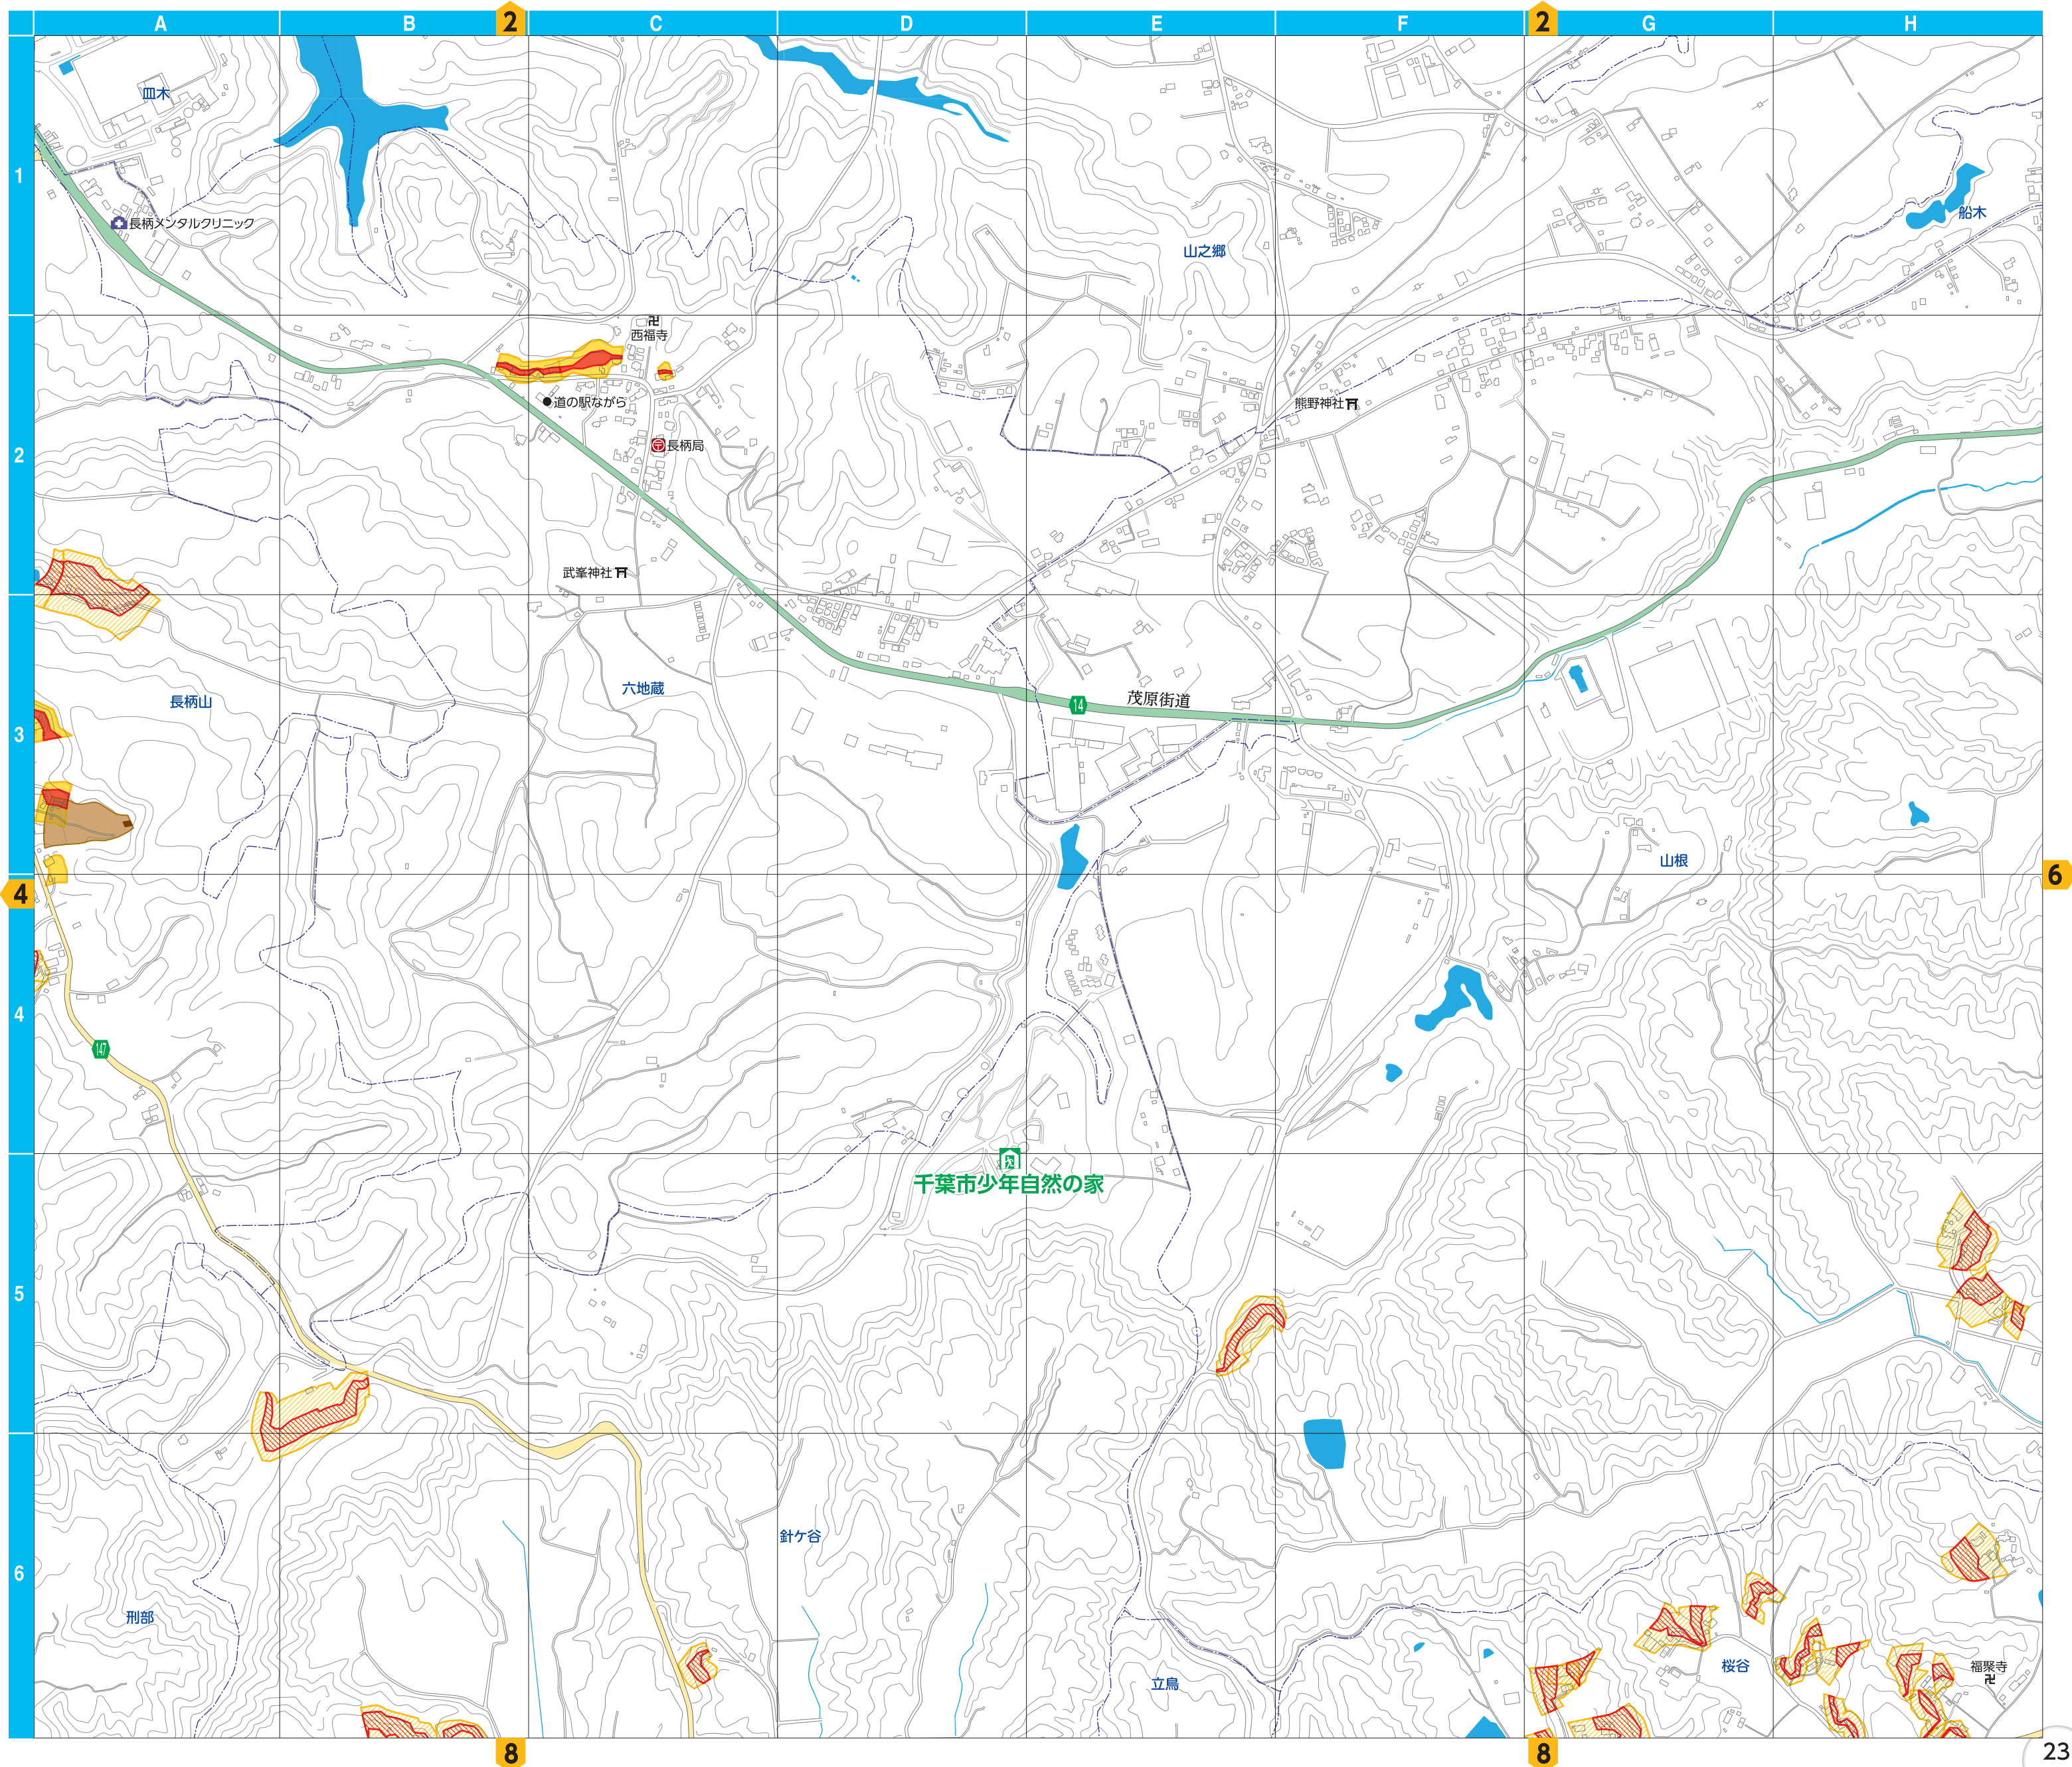 A B 2 C D E F 2 G H
皿木
1
長柄メンタルクリニック
船木
山之郷
西福寺
道の駅ながら
熊野神社
長柄局
2
武峯神社
六地蔵
長柄山
14
茂原街道
3
山根
4
6
4
147
千葉市少年自然の家
5
針ケ谷
6
刑部
桜谷
福聚寺
立鳥
8
8
23